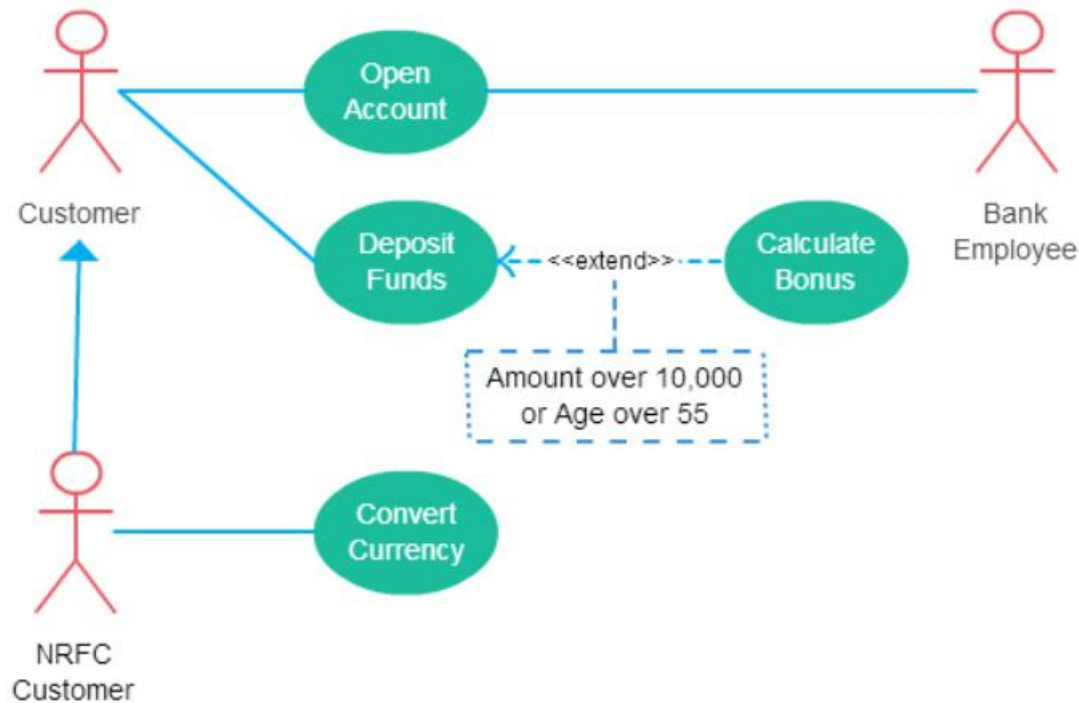 Open
Account
Customer
Bank
Employee
Deposit
Funds
<<extend>>
Calculate
Bonus
Amount over 10,000
or Age over 55
Convert
Currency
NRFC
Customer